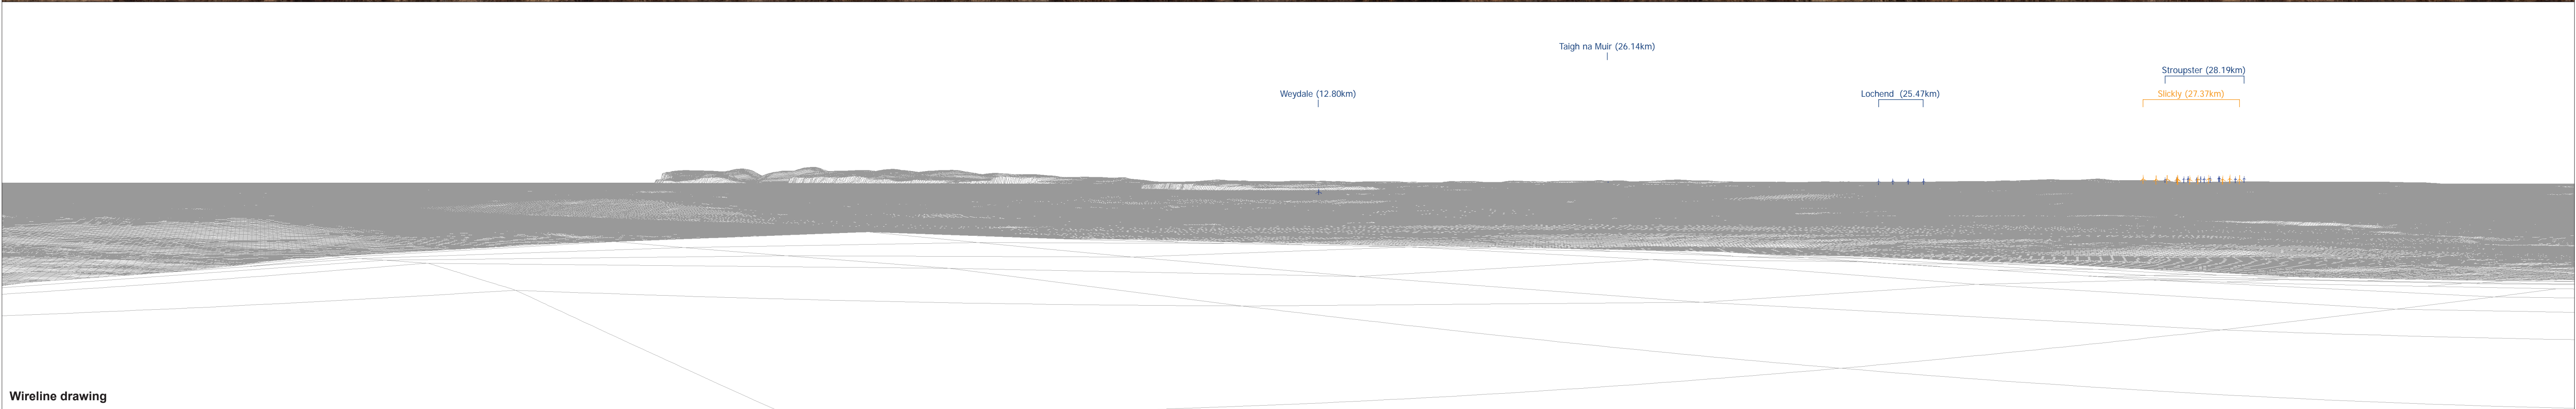 Taigh na Muir (26.14km)
Stroupster (28.19km)
Weydale (12.80km)
Lochend (25.47km)
Slickly (27.37km)
Wireline drawing